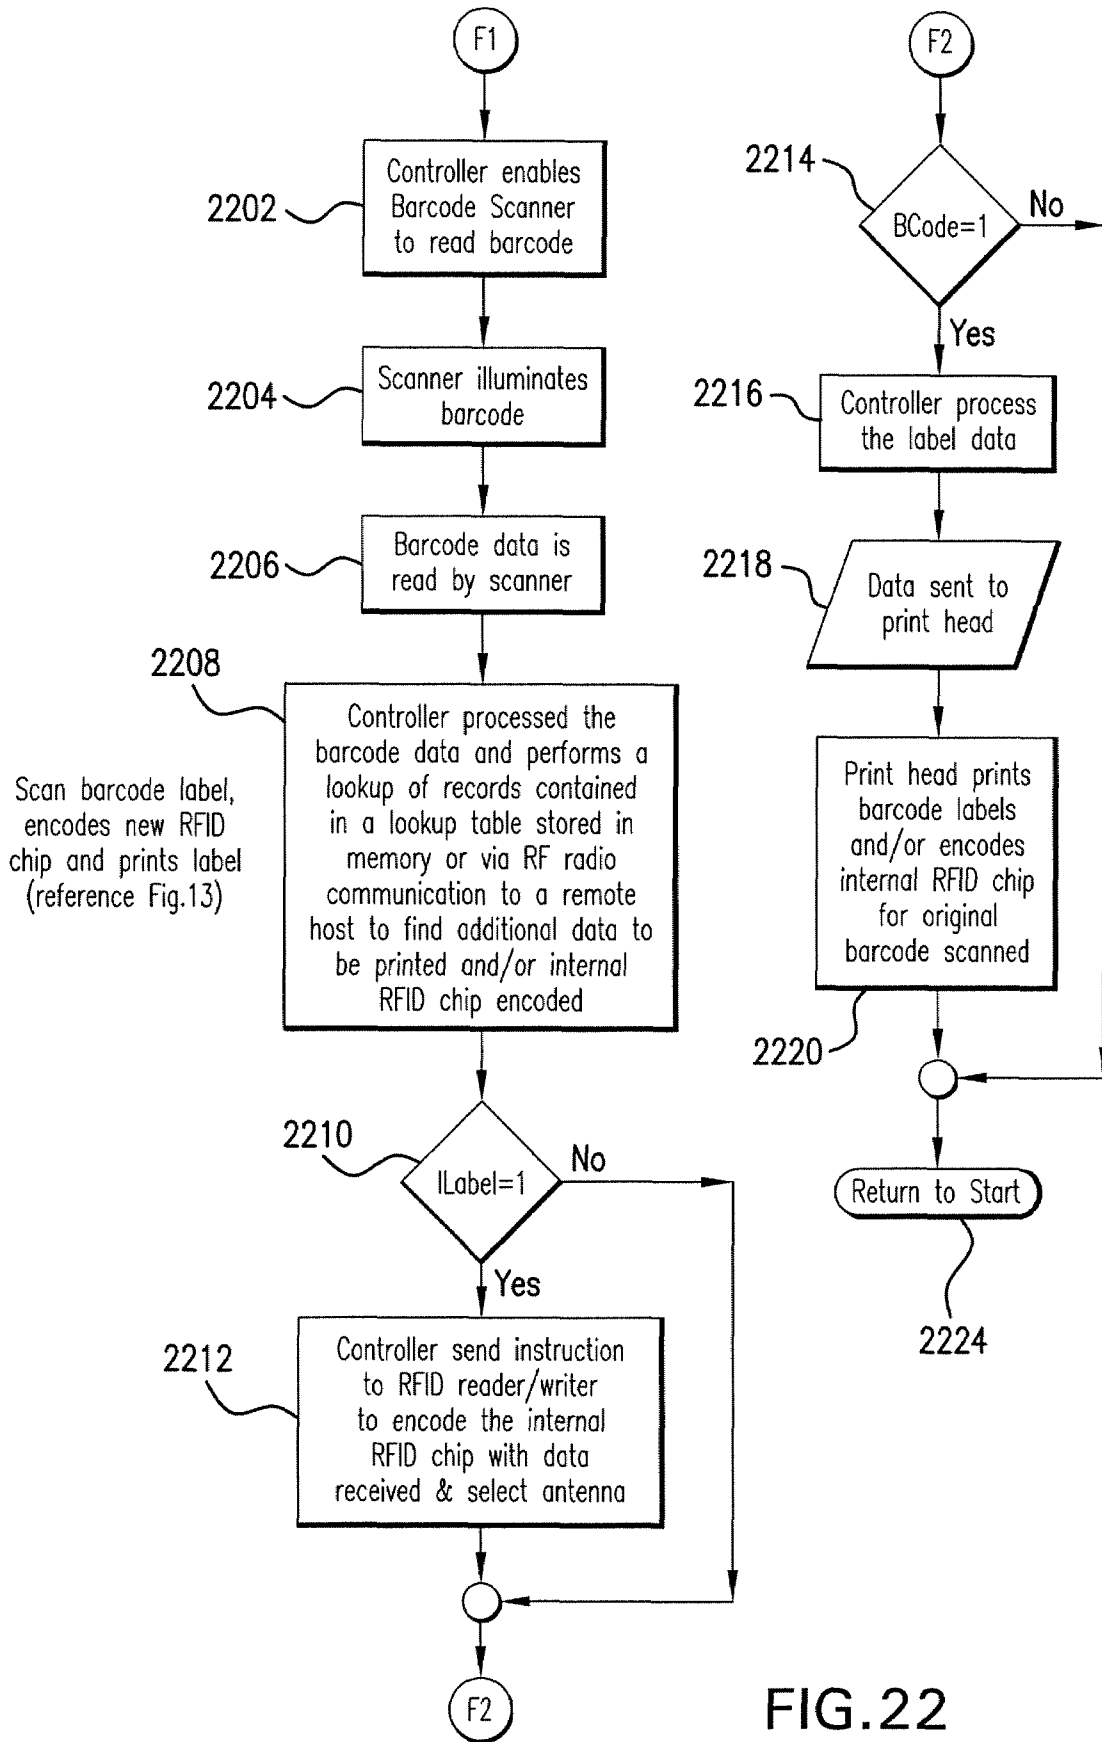 F1
2202
Controller enables
Barcode Scanner
to read barcode
2204
Scanner illuminates
barcode
2206
Barcode data is
read by scanner
2208
Controller processed the
barcode data and performs a
lookup of records contained
in a lookup table stored in
memory or via RF radio
communication to a remote
host to find additional data to
be printed and/or internal
RFID chip encoded
Scan barcode label,
encodes new RFID
chip and prints label
(reference Fig.13)
2210
ILabel=1
No
Yes
2212
Controller send instruction
to RFID reader/writer
to encode the internal
RFID chip with data
received & select antenna
F2
F2
2214
BCode=1
No
Yes
2216
Controller process
the label data
2218
Data sent to
print head
Print head prints
barcode labels
and/or encodes
internal RFID chip
for original
barcode scanned
2220
Return to Start
2224
FIG.22